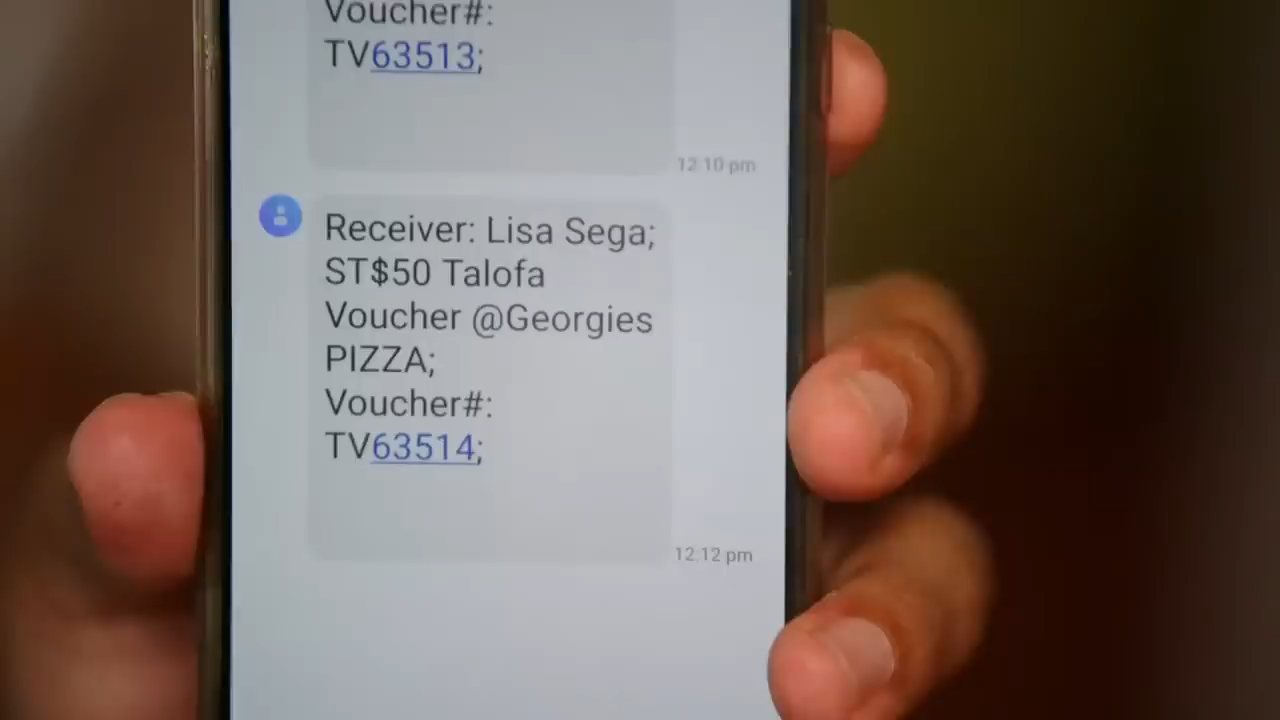 Voucher#:
TV63513;
12:10 pm
Receiver: Lisa Sega;
ST$50 Talofa
Voucher @Georgies
PIZZA;
Voucher#:
TV63514;
12:12 pm